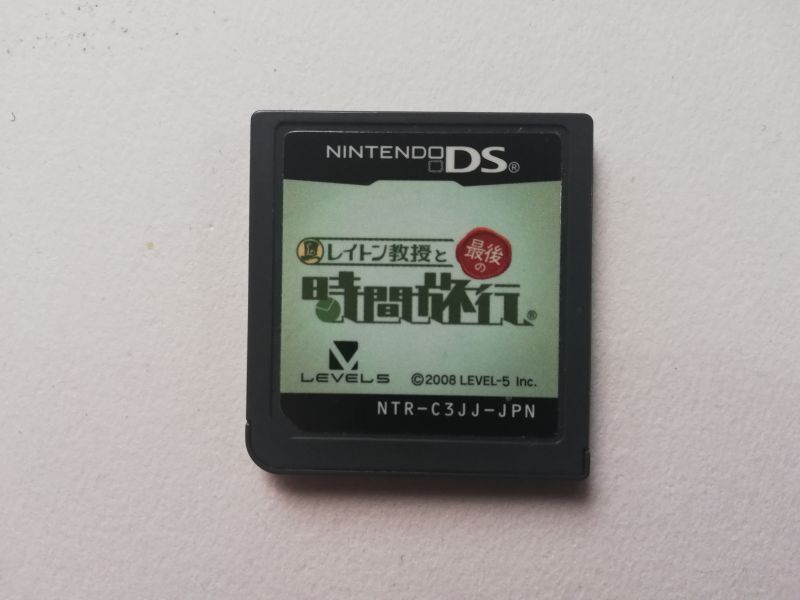 NINTENDO DS®
レイトン教授と
最後の
時間旅行®
LEVEL5
©2008 LEVEL-5 Inc.
NTR-C3JJ-JPN